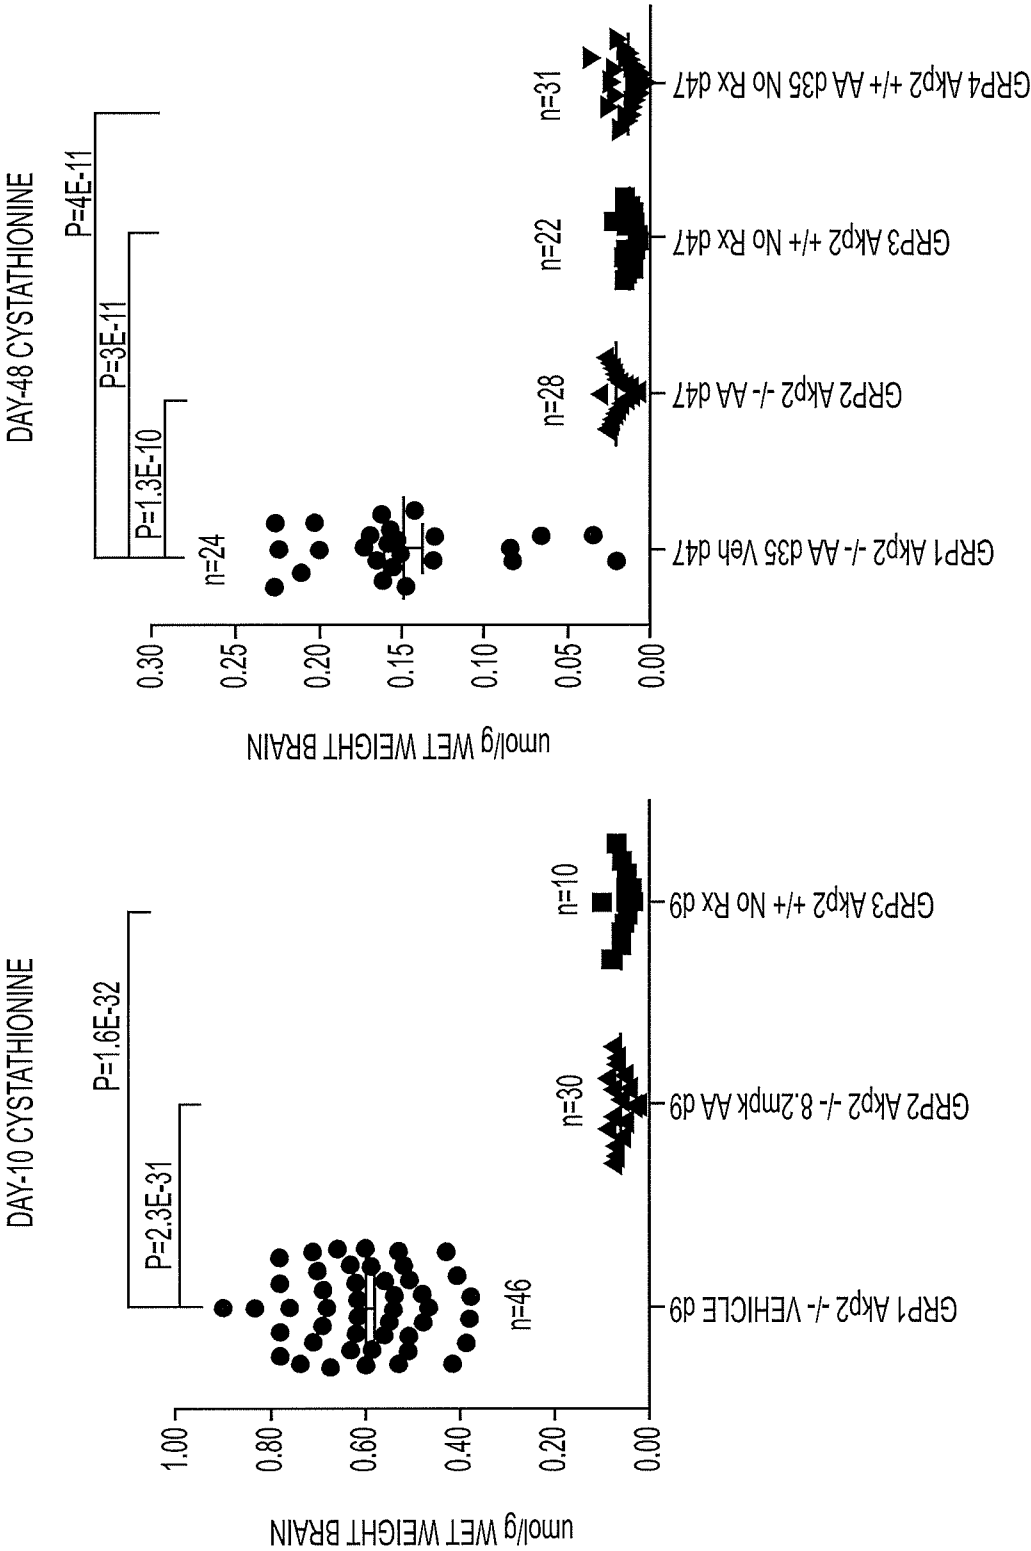 DAY-10 CYSTATHIONINE
P=1.6E-32
P=2.3E-31
n=46
n=30
n=10
1.00
0.80
0.60
0.40
0.20
0.00
umol/g WET WEIGHT BRAIN
GRP1 Akp2 -/- VEHICLE d9
GRP2 Akp2 -/- 8.2mpk AA d9
GRP3 Akp2 +/+ No Rx d9
DAY-48 CYSTATHIONINE
P=4E-11
P=3E-11
P=1.3E-10
n=24
n=28
n=22
n=31
0.30
0.25
0.20
0.15
0.10
0.05
0.00
umol/g WET WEIGHT BRAIN
GRP1 Akp2 -/- AA d35 Veh d47
GRP2 Akp2 -/- AA d47
GRP3 Akp2 +/+ No Rx d47
GRP4 Akp2 +/+ AA d35 No Rx d47